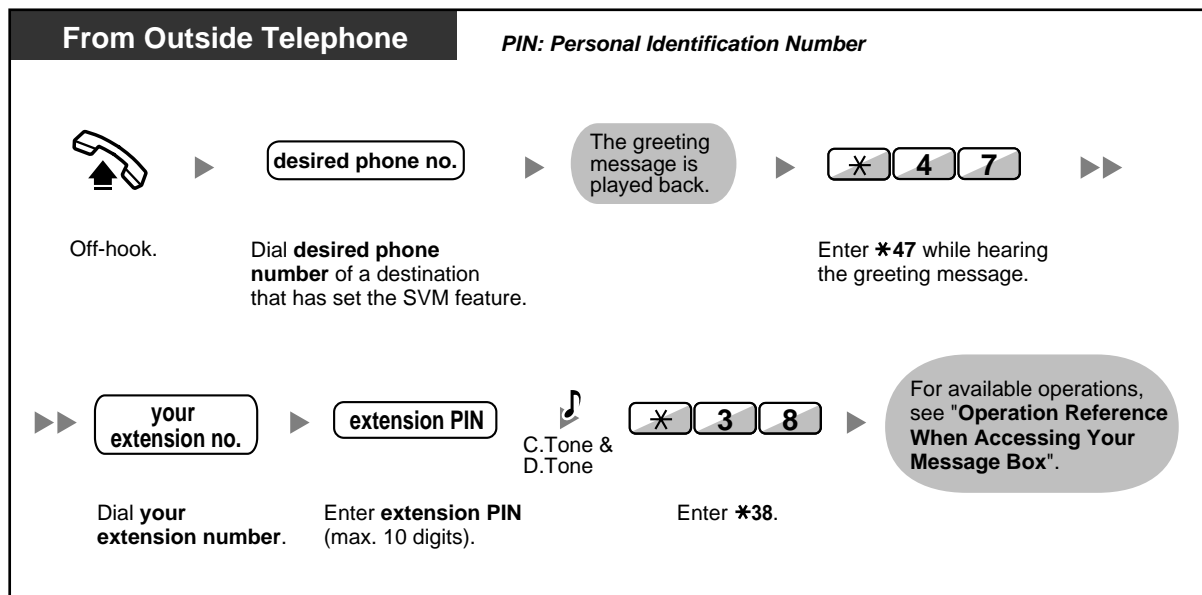 From Outside Telephone
PIN: Personal Identification Number
desired phone no.
The greeting
message is
played back.
* 4 7
Off-hook.
Dial desired phone
number of a destination
that has set the SVM feature.
Enter *47 while hearing
the greeting message.
your
extension no.
extension PIN
C.Tone &
D.Tone
* 3 8
For available operations,
see "Operation Reference
When Accessing Your
Message Box".
Dial your
extension number.
Enter extension PIN
(max. 10 digits).
Enter *38.